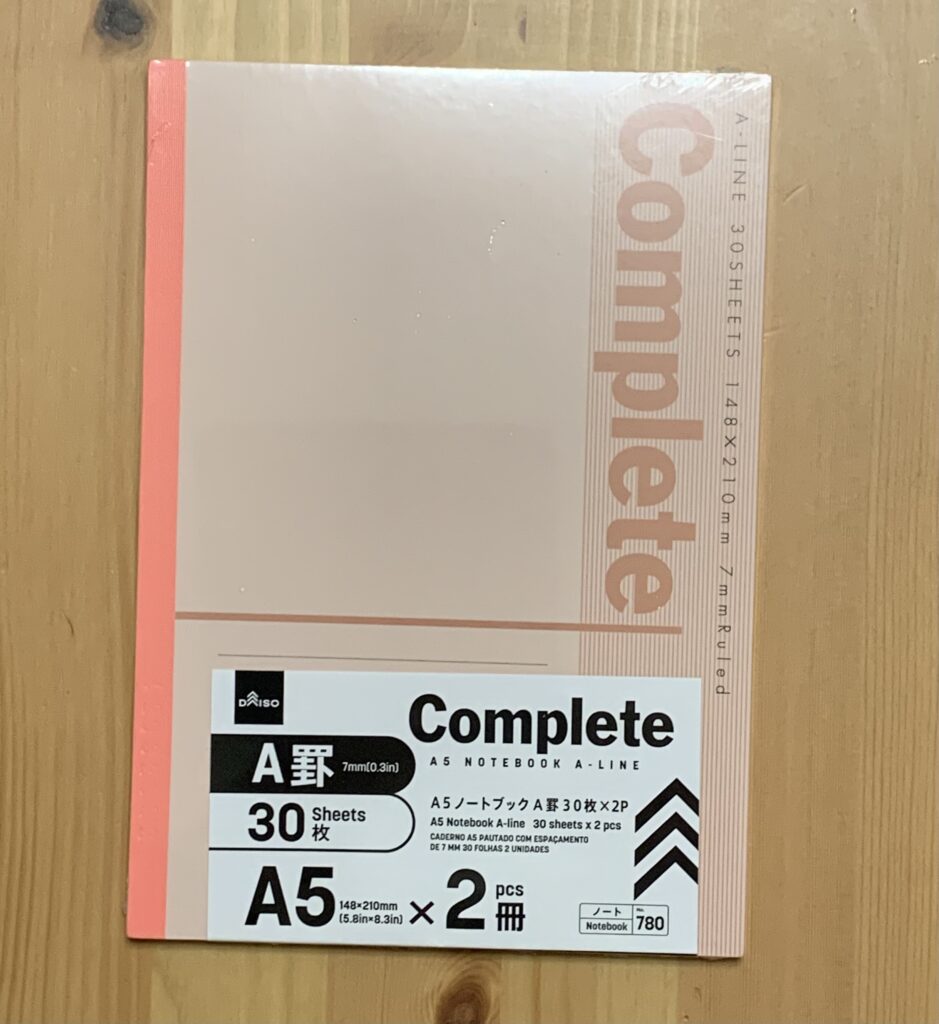 Complete
A-LINE 30SHEETS 148×210mm 7mmRuled
DAISO
Complete
A5 NOTEBOOK A-LINE
A罫 7mm(0.3in)
30 Sheets
枚
A5ノートブックA罫30枚×2P
A5 Notebook A-line 30 sheets x 2 pcs
CADERNO A5 PAUTADO COM ESPAÇAMENTO
DE 7 MM 30 FOLHAS 2 UNIDADES
A5 148×210mm
(5.8in×8.3in) × 2 pcs
冊
ノート
Notebook
No.
780